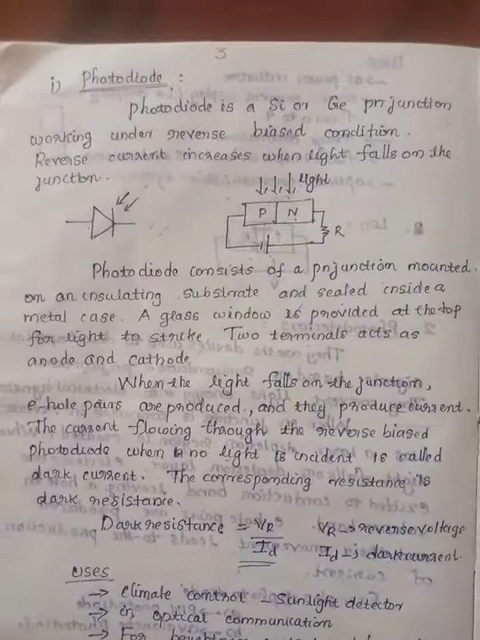 3
i) Photodiode :
Photodiode is a Si or Ge pn junction
working under reverse biased condition.
Reverse current increases when light falls on the
junction.
light
P N
R
Photodiode consists of a pn junction mounted
on an insulating substrate and sealed inside a
metal case. A glass window is provided at the top
for light to strike. Two terminals acts as
anode and cathode
When the light falls on the junction,
e-hole pairs are produced, and they produce current.
The current flowing through the reverse biased
photodiode when no light is incident is called
dark current. The corresponding resistance is
dark resistance.
Dark resistance = VR / Id VR → reverse voltage
Id → dark current.
Uses
→ Climate control - Sunlight detector
→ in optical communication
→ For